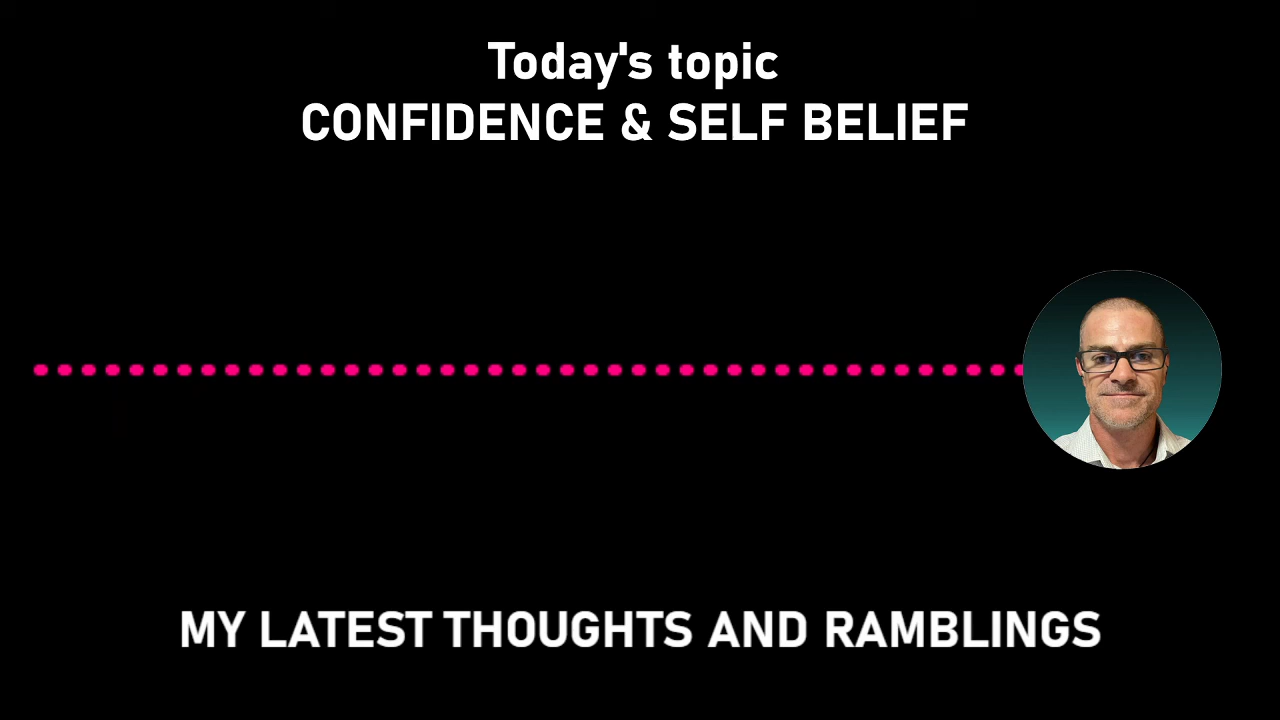 Today's topic
CONFIDENCE & SELF BELIEF
MY LATEST THOUGHTS AND RAMBLINGS